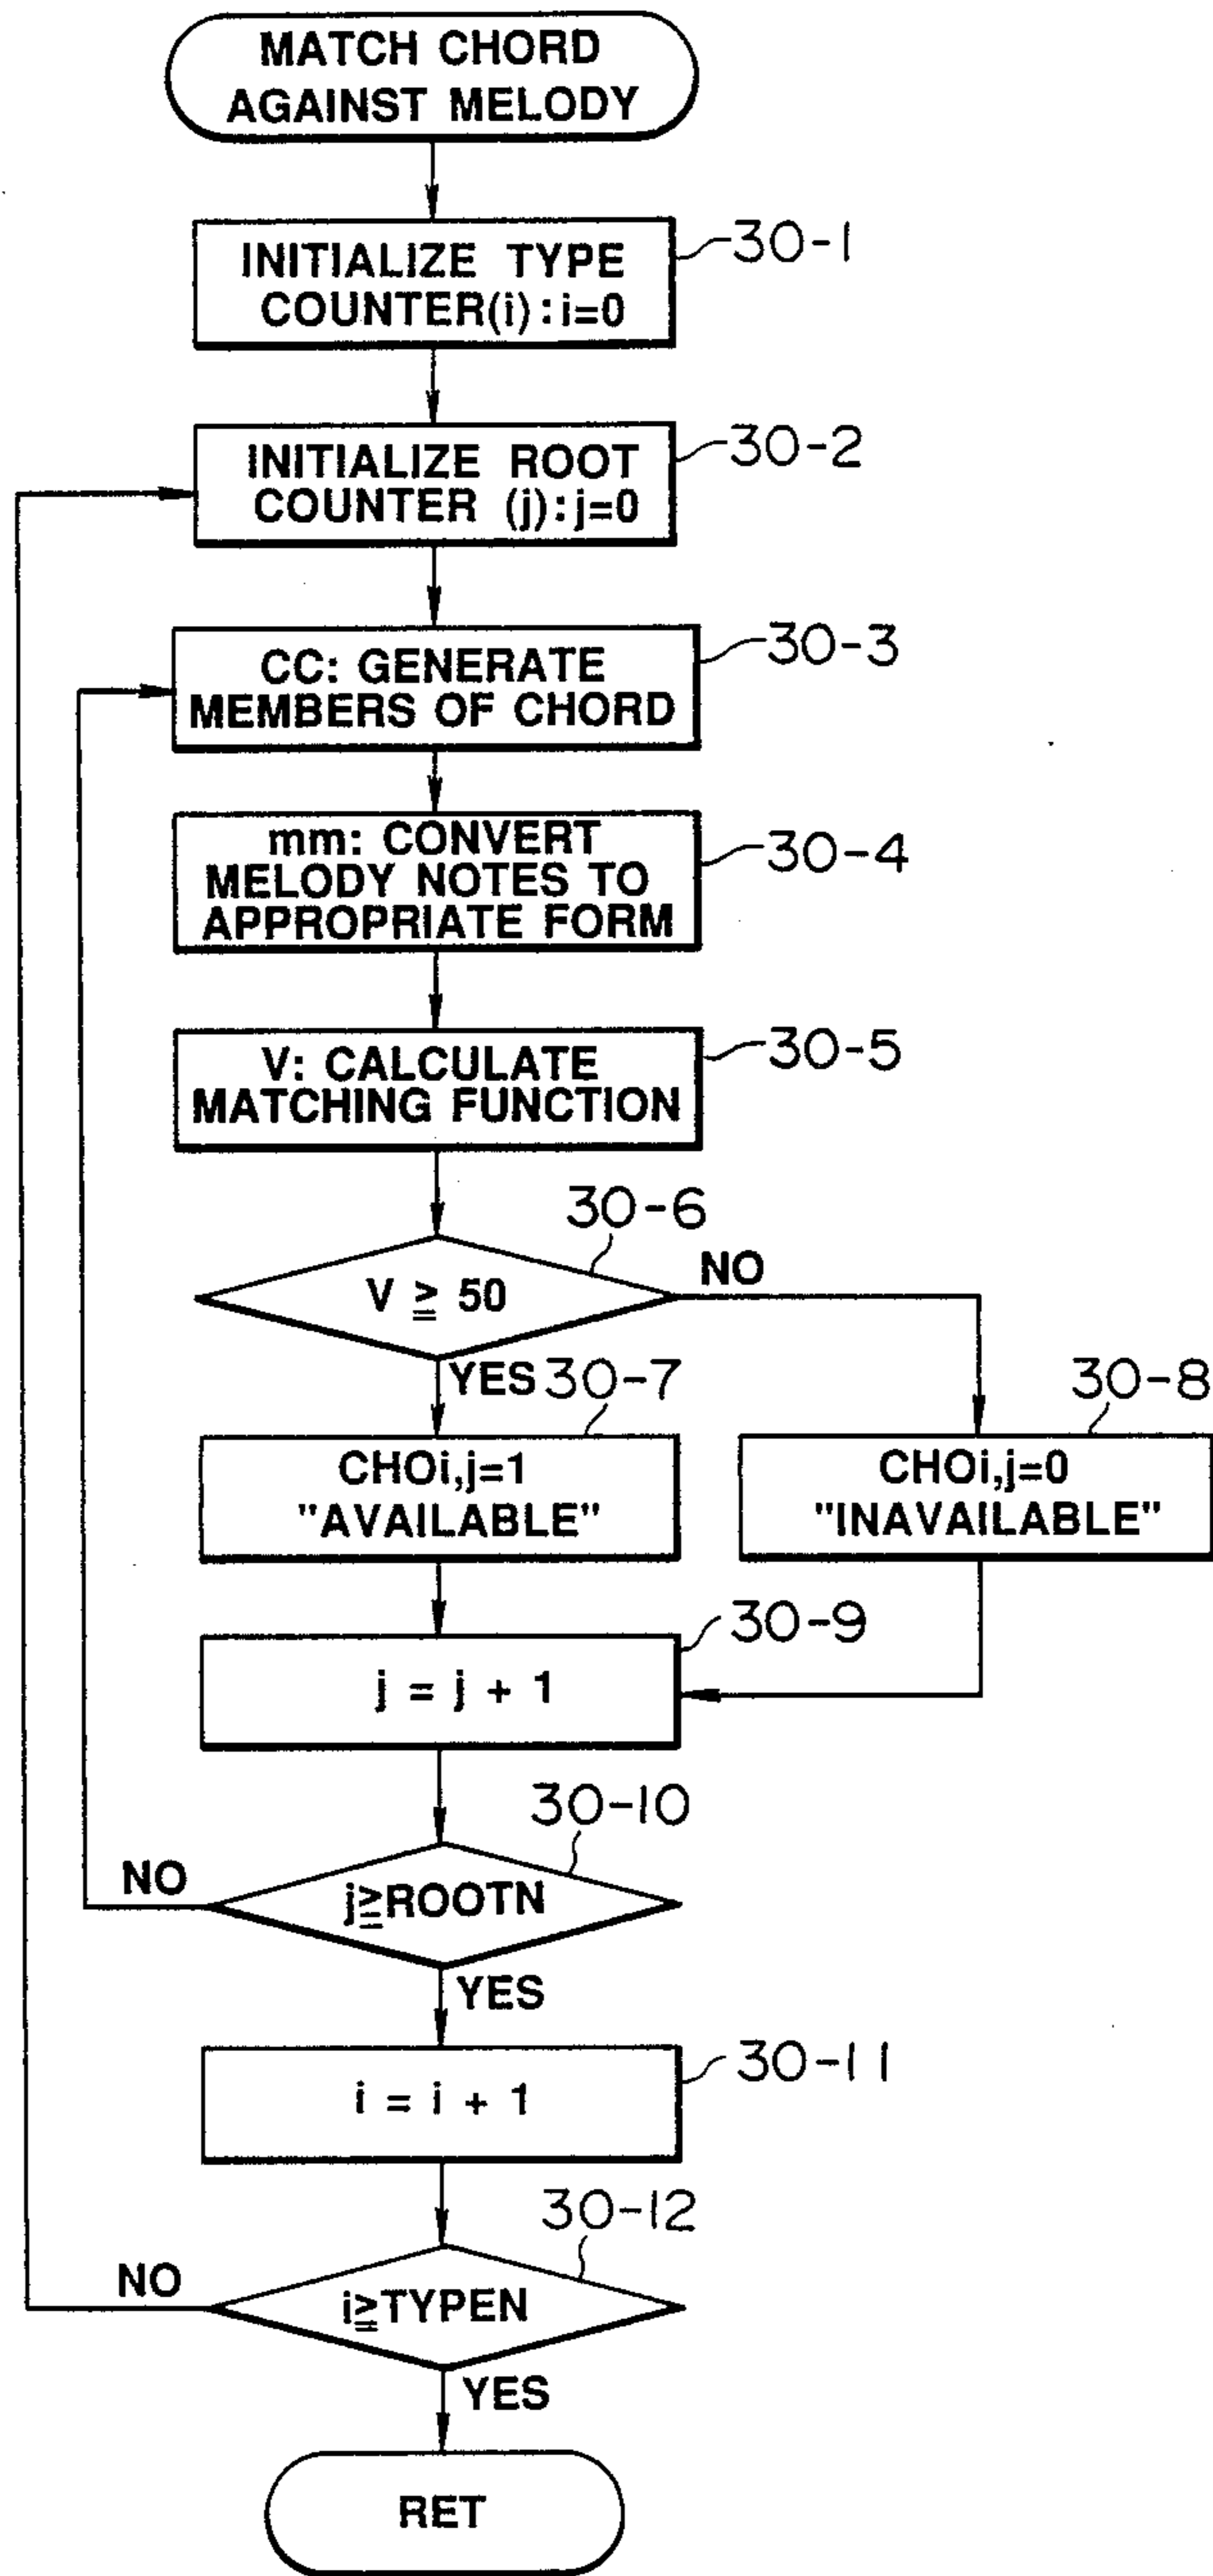 MATCH CHORD
AGAINST MELODY
INITIALIZE TYPE
COUNTER(i):i=0
30-1
INITIALIZE ROOT
COUNTER (j):j=0
30-2
CC: GENERATE
MEMBERS OF CHORD
30-3
mm: CONVERT
MELODY NOTES TO
APPROPRIATE FORM
30-4
V: CALCULATE
MATCHING FUNCTION
30-5
30-6
V ≧ 50
NO
YES
30-7
CHOi,j=1
"AVAILABLE"
30-8
CHOi,j=0
"INAVAILABLE"
30-9
j = j + 1
30-10
j≧ROOTN
NO
YES
30-11
i = i + 1
30-12
i≧TYPEN
NO
YES
RET